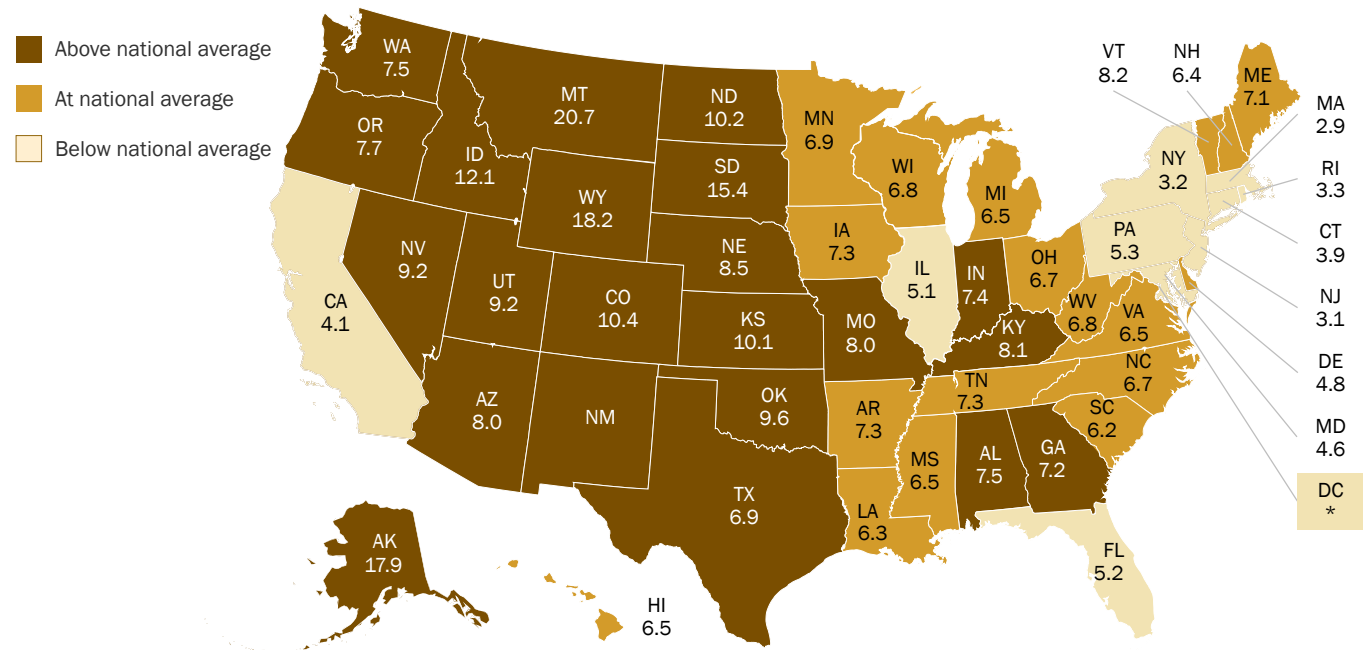 Above national average
At national average
Below national average
WA
7.5
OR
7.7
ID
12.1
MT
20.7
WY
18.2
ND
10.2
SD
15.4
NE
8.5
NV
9.2
UT
9.2
CO
10.4
KS
10.1
CA
4.1
AZ
8.0
NM
OK
9.6
TX
6.9
AK
17.9
HI
6.5
MN
6.9
WI
6.8
MI
6.5
IA
7.3
IL
5.1
IN
7.4
OH
6.7
MO
8.0
KY
8.1
WV
6.8
VA
6.5
TN
7.3
NC
6.7
AR
7.3
SC
6.2
MS
6.5
AL
7.5
GA
7.2
LA
6.3
FL
5.2
PA
5.3
NY
3.2
VT
8.2
NH
6.4
ME
7.1
MA
2.9
RI
3.3
CT
3.9
NJ
3.1
DE
4.8
MD
4.6
DC
*